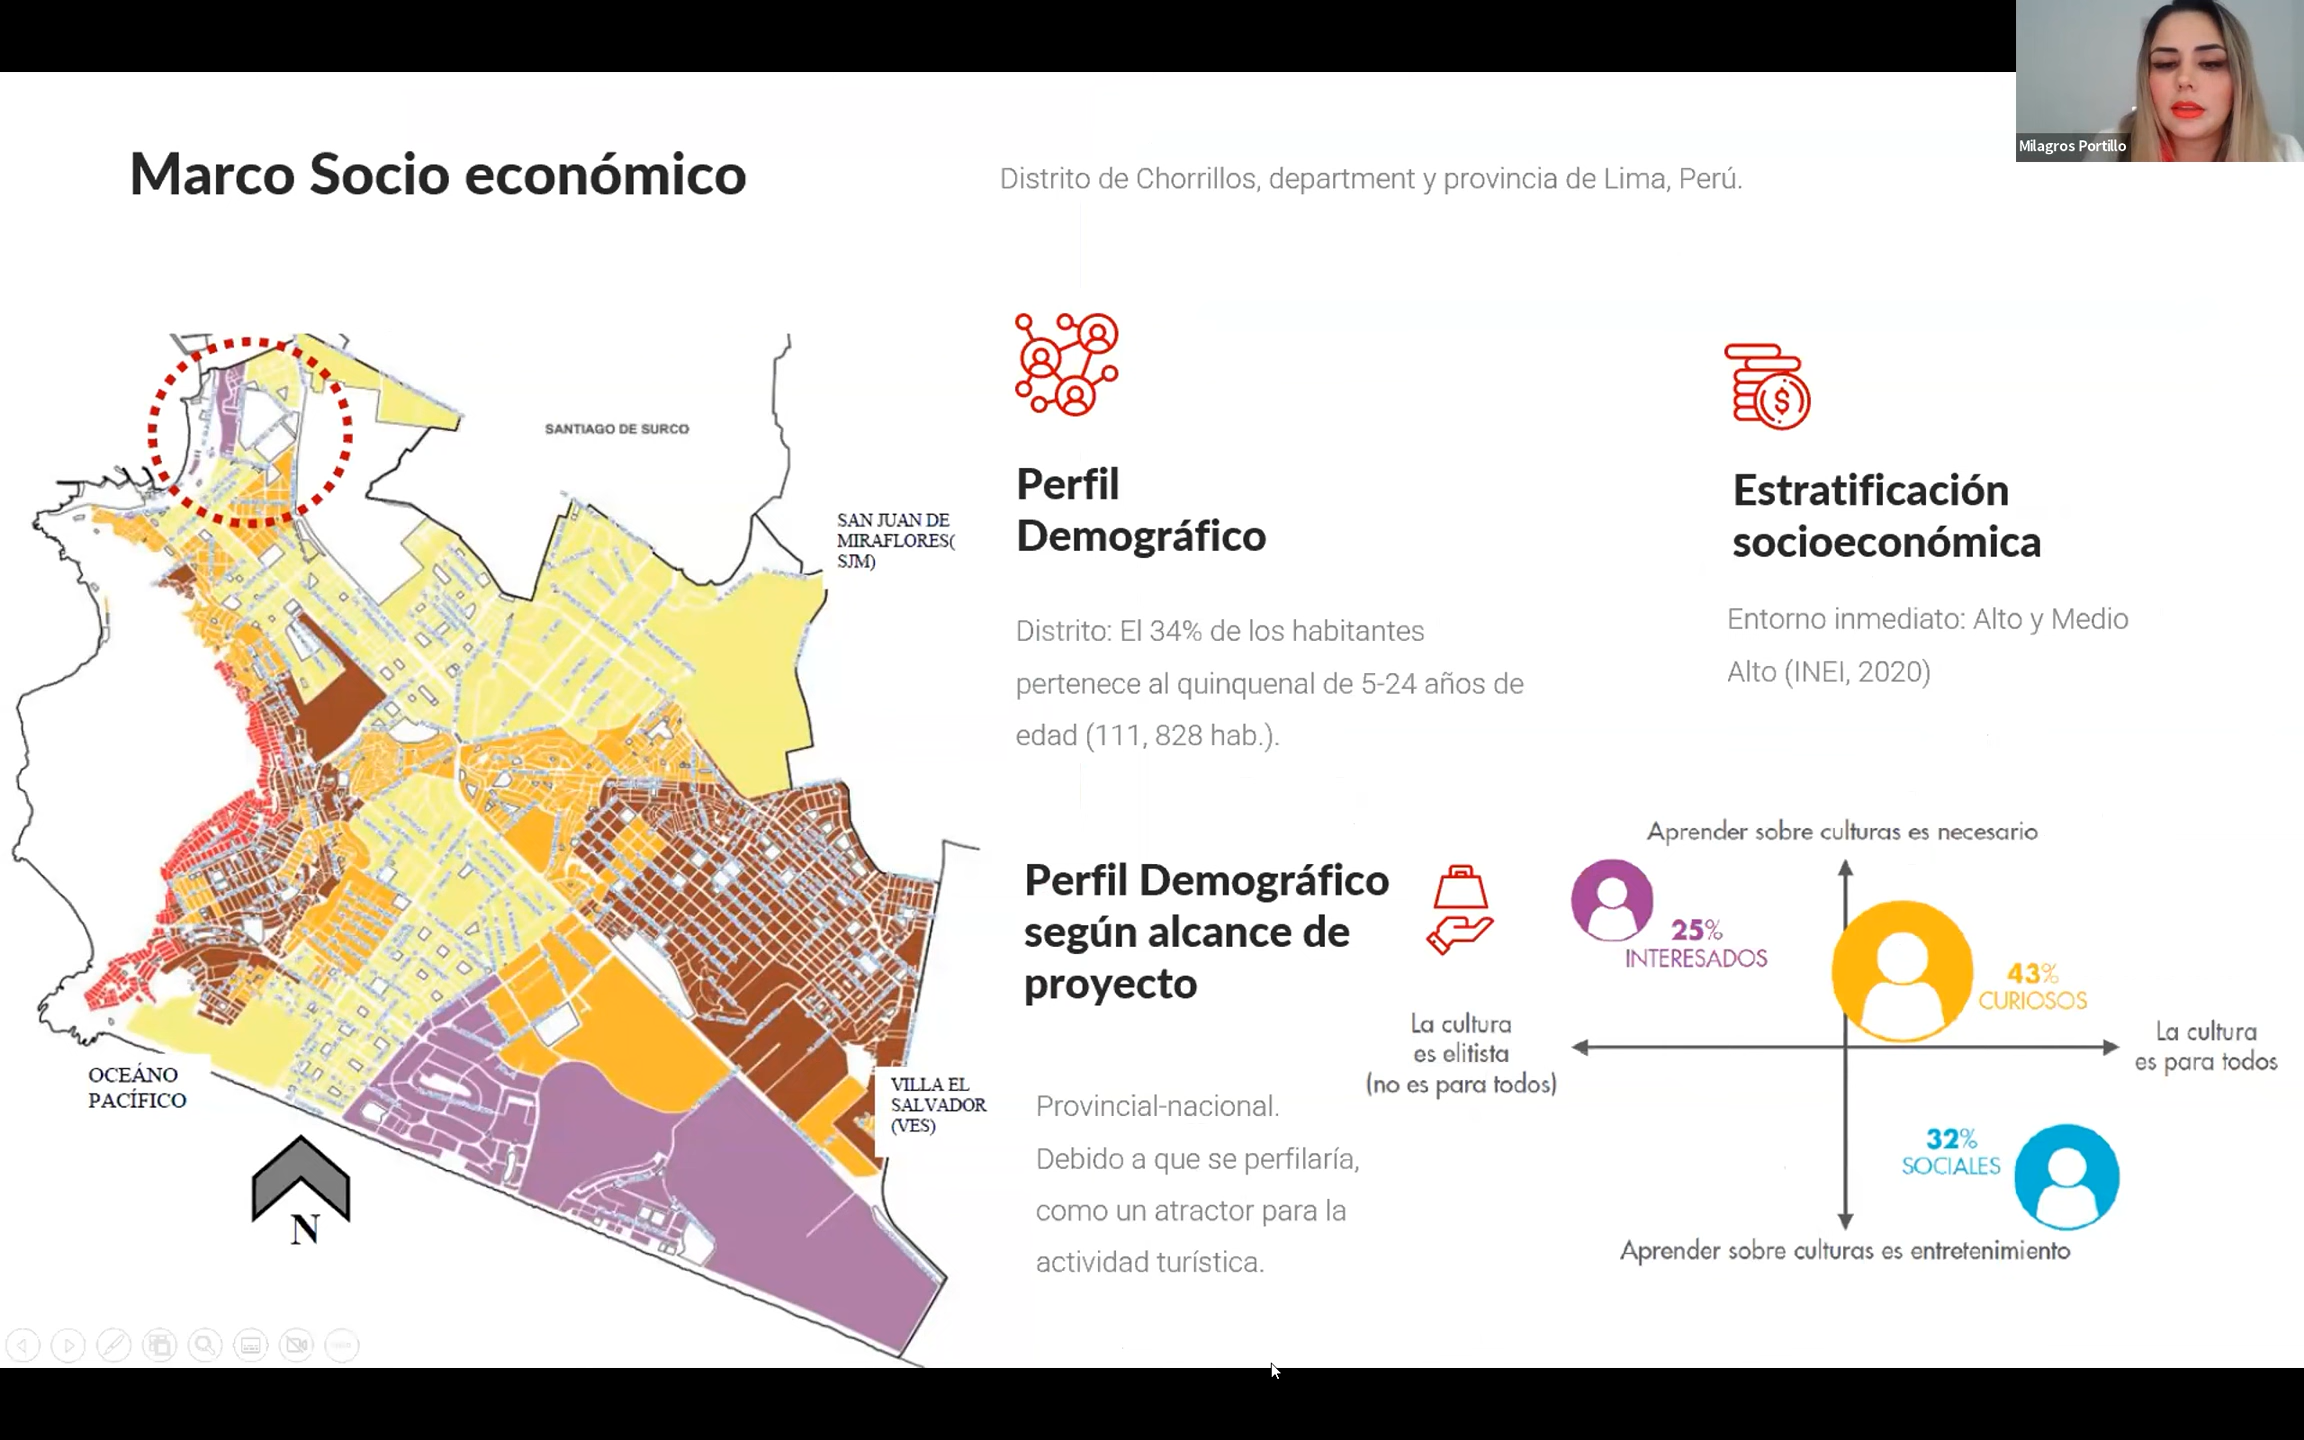 Milagros Portillo
Marco Socio económico
Distrito de Chorrillos, department y provincia de Lima, Perú.
SANTIAGO DE SURCO
SAN JUAN DE
MIRAFLORES(
SJM)
OCEÁNO
PACÍFICO
VILLA EL
SALVADOR
(VES)
N
Perfil
Demográfico
Distrito: El 34% de los habitantes
pertenece al quinquenal de 5-24 años de
edad (111, 828 hab.).
Estratificación
socioeconómica
Entorno inmediato: Alto y Medio
Alto (INEI, 2020)
Perfil Demográfico
según alcance de
proyecto
Provincial-nacional.
Debido a que se perfilaría,
como un atractor para la
actividad turística.
Aprender sobre culturas es necesario
25%
INTERESADOS
43%
CURIOSOS
La cultura
es elitista
(no es para todos)
La cultura
es para todos
32%
SOCIALES
Aprender sobre culturas es entretenimiento